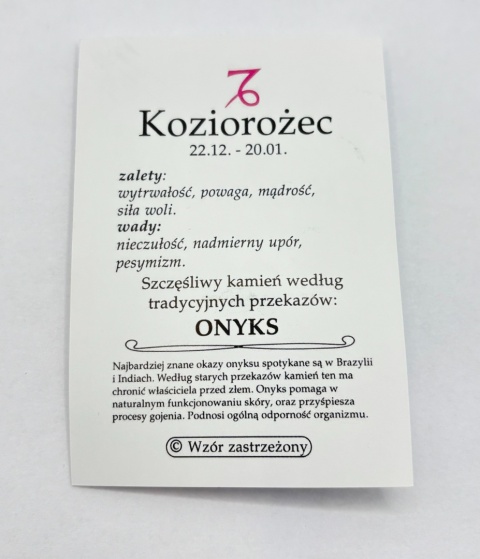 Koziorożec
22.12. - 20.01.
zalety:
wytrwałość, powaga, mądrość,
siła woli.
wady:
nieczułość, nadmierny upór,
pesymizm.
Szczęśliwy kamień według
tradycyjnych przekazów:
ONYKS
Najbardziej znane okazy onyksu spotykane są w Brazylii
i Indiach. Według starych przekazów kamień ten ma
chronić właściciela przed złem. Onyks pomaga w
naturalnym funkcjonowaniu skóry, oraz przyśpiesza
procesy gojenia. Podnosi ogólną odporność organizmu.
© Wzór zastrzeżony